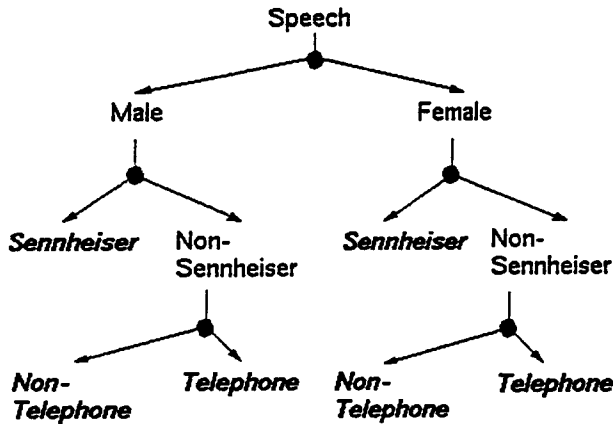 Speech
Male
Female
Sennheiser
Non-
Sennheiser
Sennheiser
Non-
Sennheiser
Non-
Telephone
Telephone
Non-
Telephone
Telephone